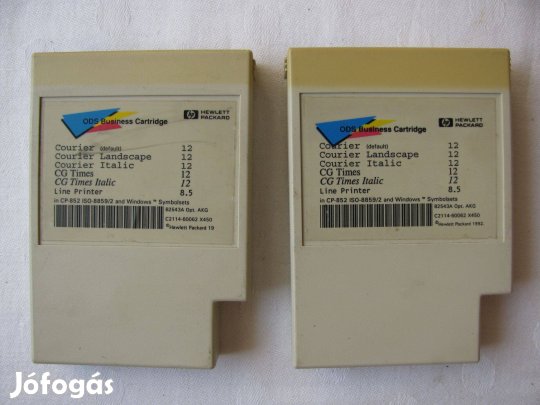 ODS Business Cartridge
HEWLETT
PACKARD
Courier (default) 12
Courier Landscape 12
Courier Italic 12
CG Times 12
CG Times Italic 12
Line Printer 8.5
in CP-852 ISO-8859/2 and Windows™ Symbolsets
82543A Opt. AKG
C2114-60062 X450
©Hewlett Packard 19
ODS Business Cartridge
HEWLETT
PACKARD
Courier (default) 12
Courier Landscape 12
Courier Italic 12
CG Times 12
CG Times Italic 12
Line Printer 8.5
in CP-852 ISO-8859/2 and Windows™ Symbolsets
82543A Opt. AKG
C2114-60062 X450
©Hewlett Packard 1992
Jófogás